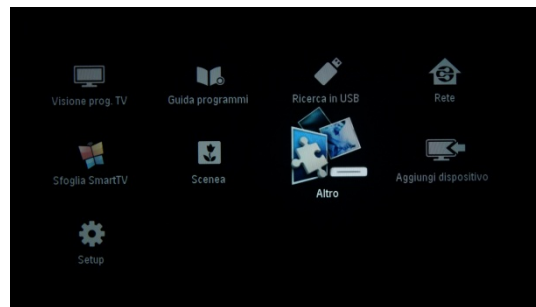 Visione prog. TV
Guida programmi
Ricerca in USB
Rete
Sfoglia SmartTV
Scenea
Altro
Aggiungi dispositivo
Setup